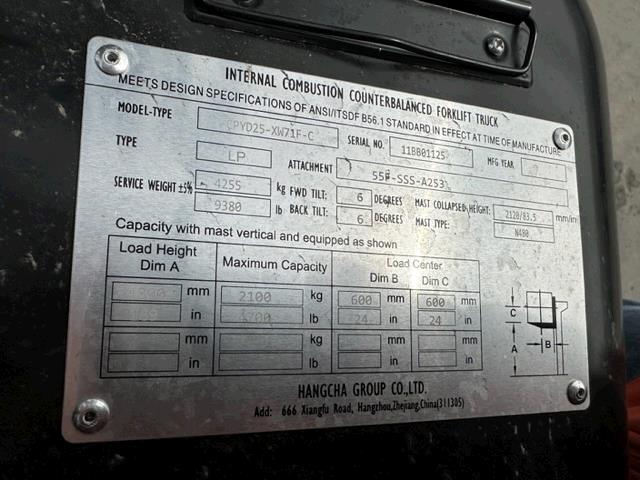 INTERNAL COMBUSTION COUNTERBALANCED FORKLIFT TRUCK
MEETS DESIGN SPECIFICATIONS OF ANSI/ITSDF B56.1 STANDARD IN EFFECT AT TIME OF MANUFACTURE
MODEL-TYPE CPYD25-XW71F-C SERIAL NO. 11BB01125 MFG YEAR
TYPE LP ATTACHMENT 55#-SSS-A253
SERVICE WEIGHT ±5% 4255 kg FWD TILT: 6 DEGREES MAST COLLAPSED HEIGHT: 2120/83.5 mm/in
9380 lb BACK TILT: 6 DEGREES MAST TYPE: N480
Capacity with mast vertical and equipped as shown
Load Height Dim A Maximum Capacity Load Center
Dim B Dim C
mm 2100 kg 600 mm 600 mm
in 4700 lb 24 in 24 in
mm kg mm mm
in lb in in
C
B
A
HANGCHA GROUP CO.,LTD.
Add: 666 Xiangfu Road, Hangzhou,Zhejiang,China(311305)